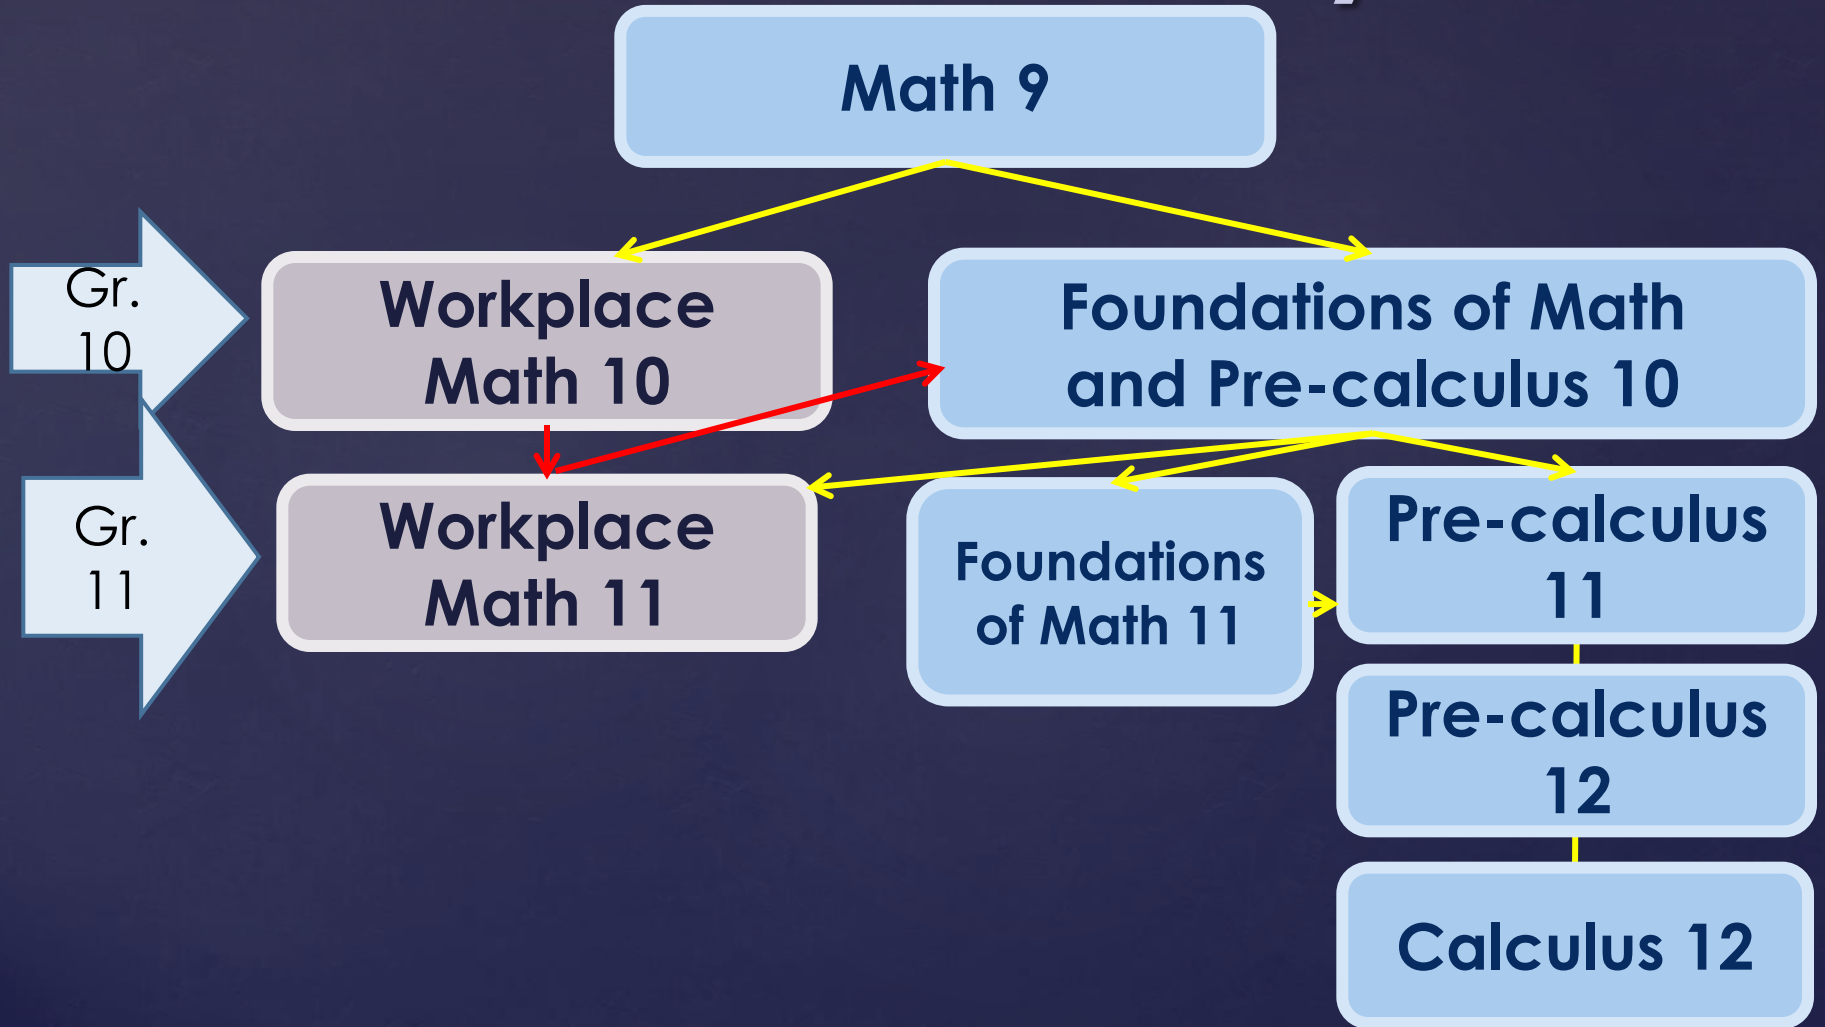 Math 9
Gr.
10
Workplace
Math 10
Foundations of Math
and Pre-calculus 10
Gr.
11
Workplace
Math 11
Foundations
of Math 11
Pre-calculus
11
Pre-calculus
12
Calculus 12